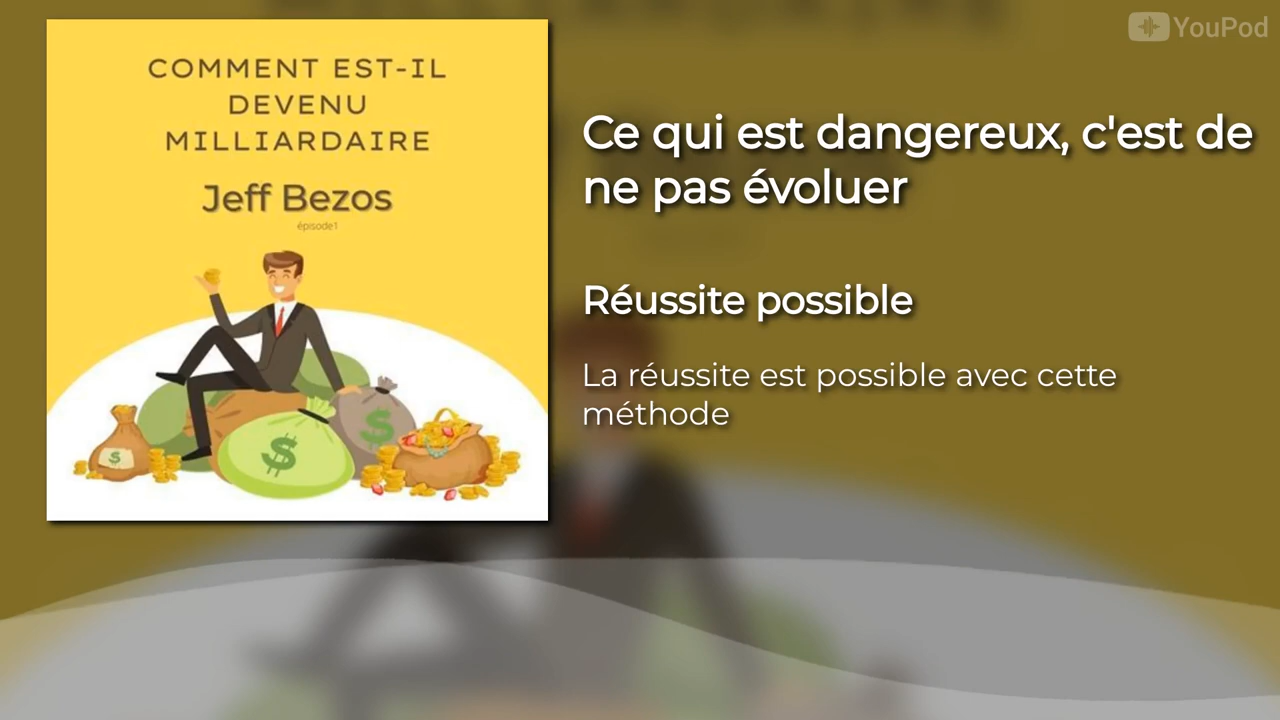 COMMENT EST-IL
DEVENU
MILLIARDAIRE
Jeff Bezos
épisode1
$
$
$
YouPod
Ce qui est dangereux, c'est de
ne pas évoluer
Réussite possible
La réussite est possible avec cette
méthode